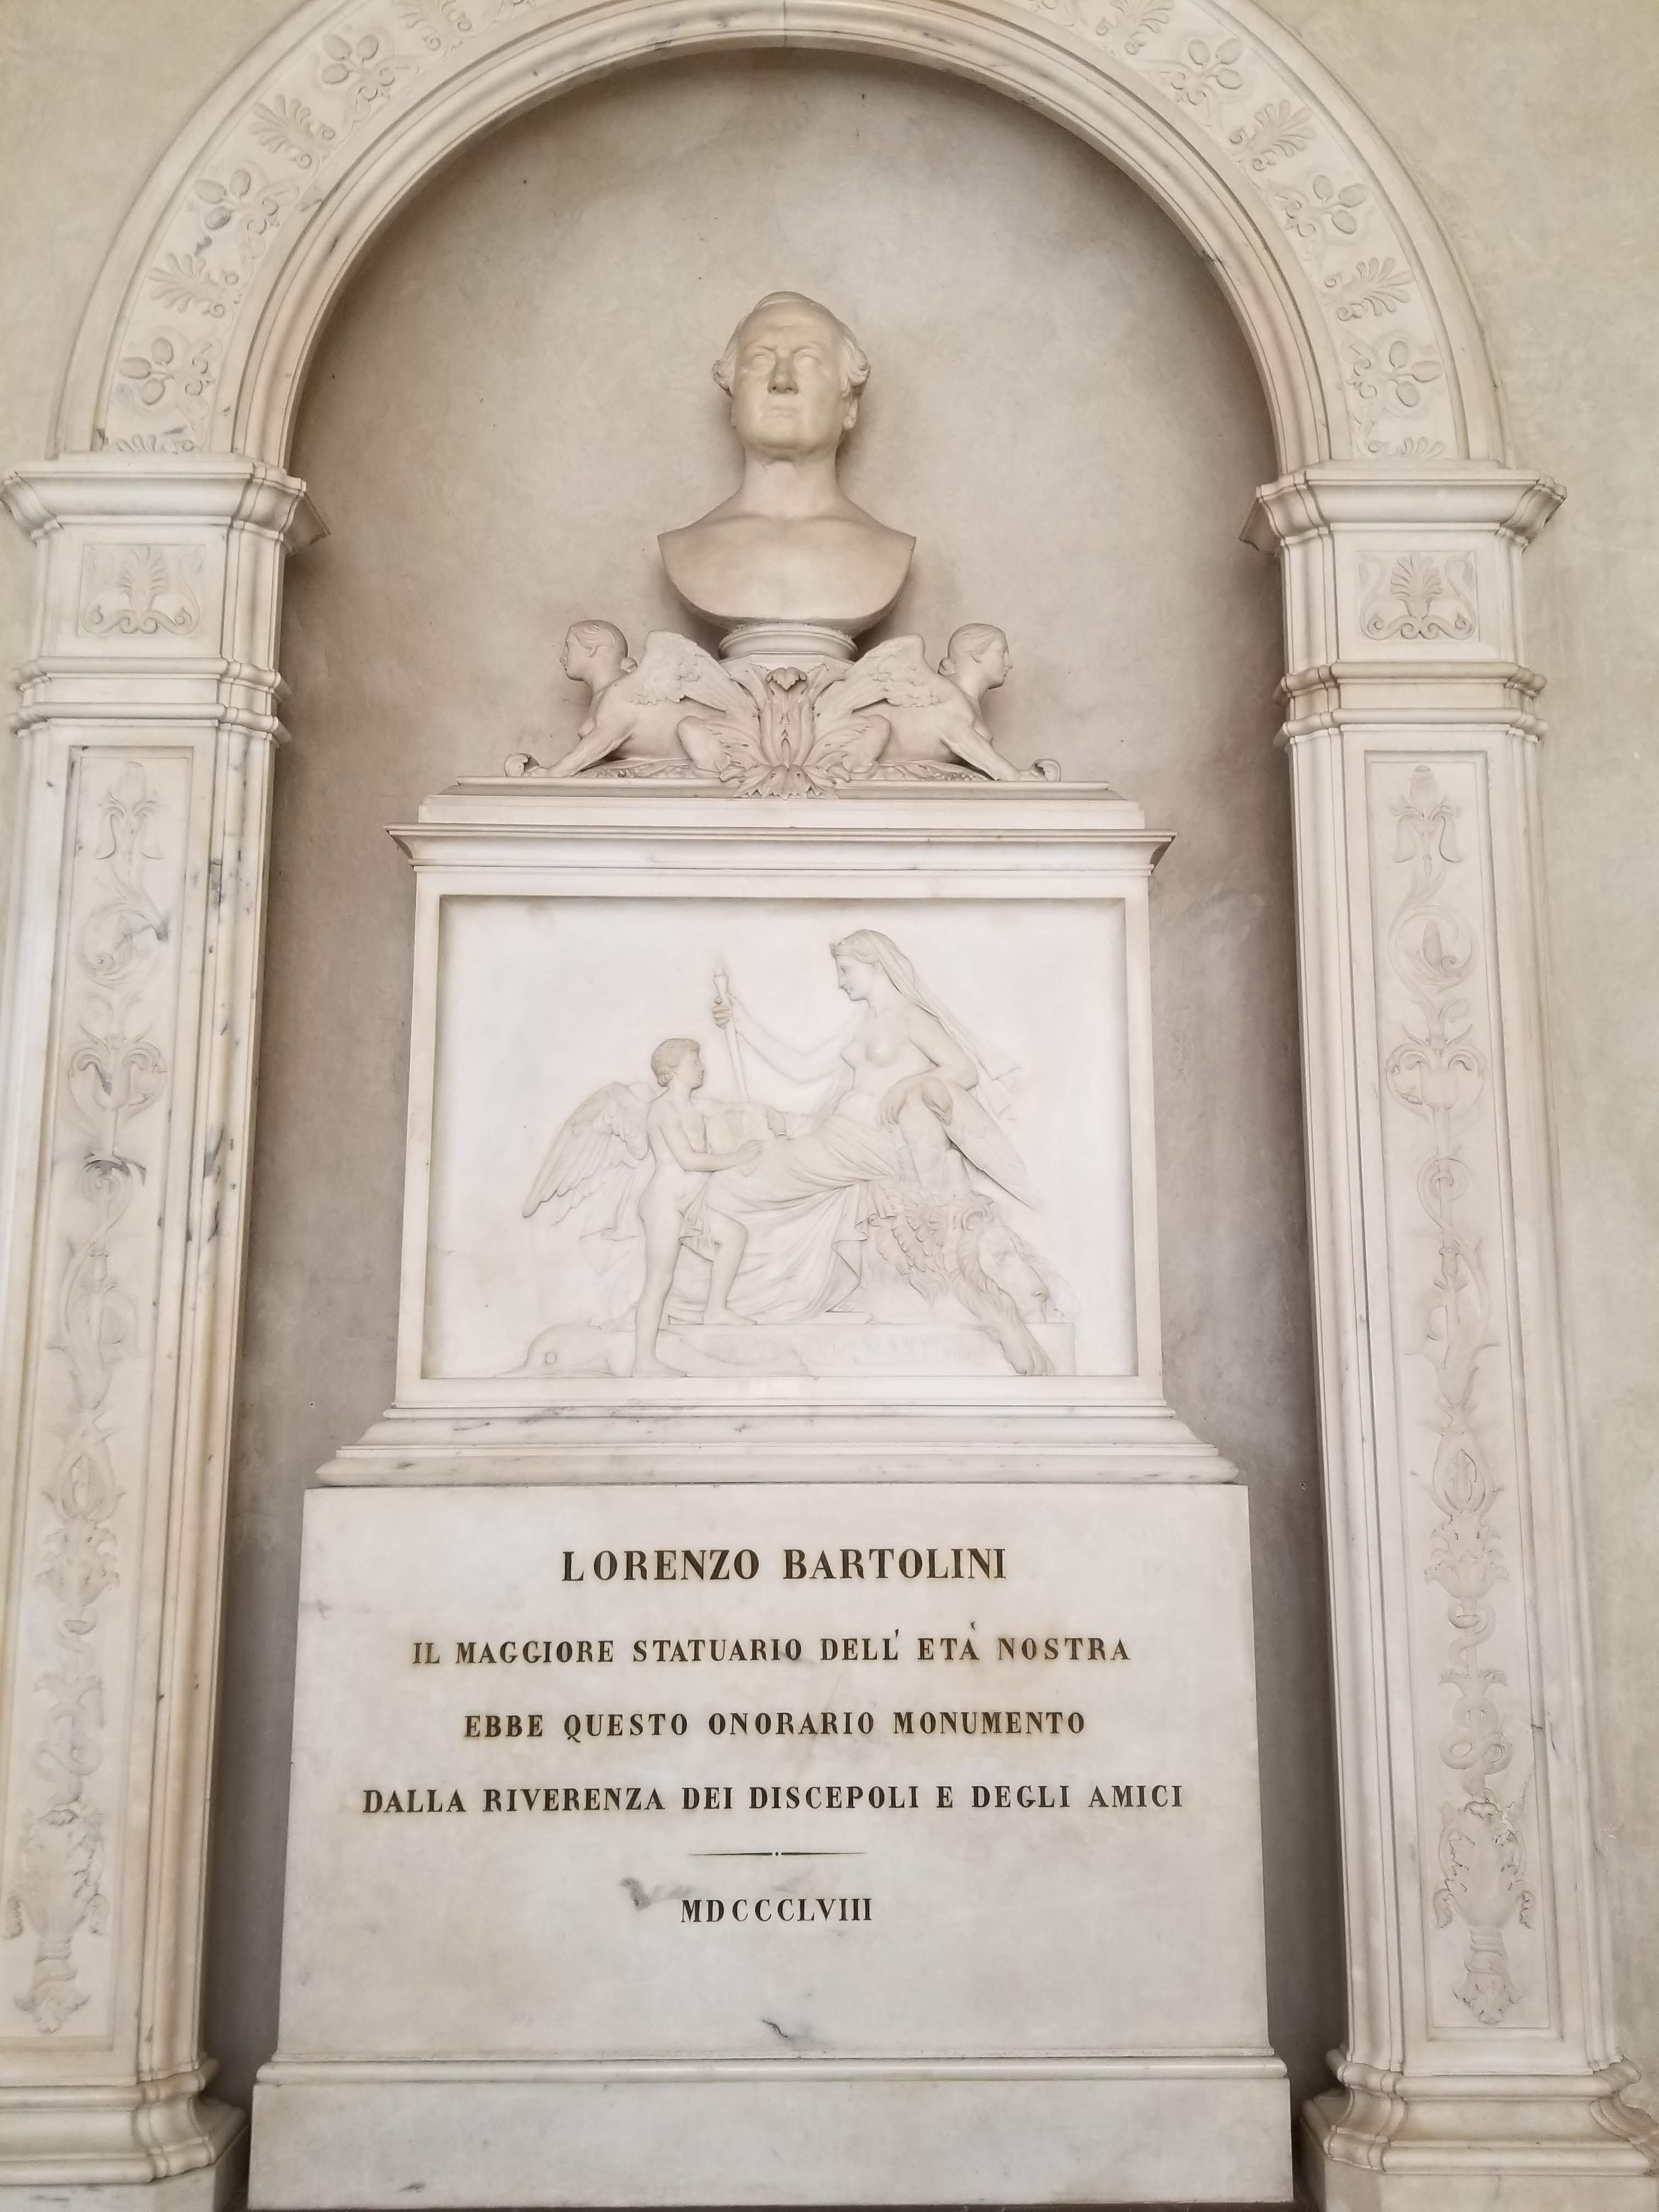 LORENZO BARTOLINI
IL MAGGIORE STATUARIO DELL' ETÀ NOSTRA
EBBE QUESTO ONORARIO MONUMENTO
DALLA RIVERENZA DEI DISCEPOLI E DEGLI AMICI
MDCCCLVIII